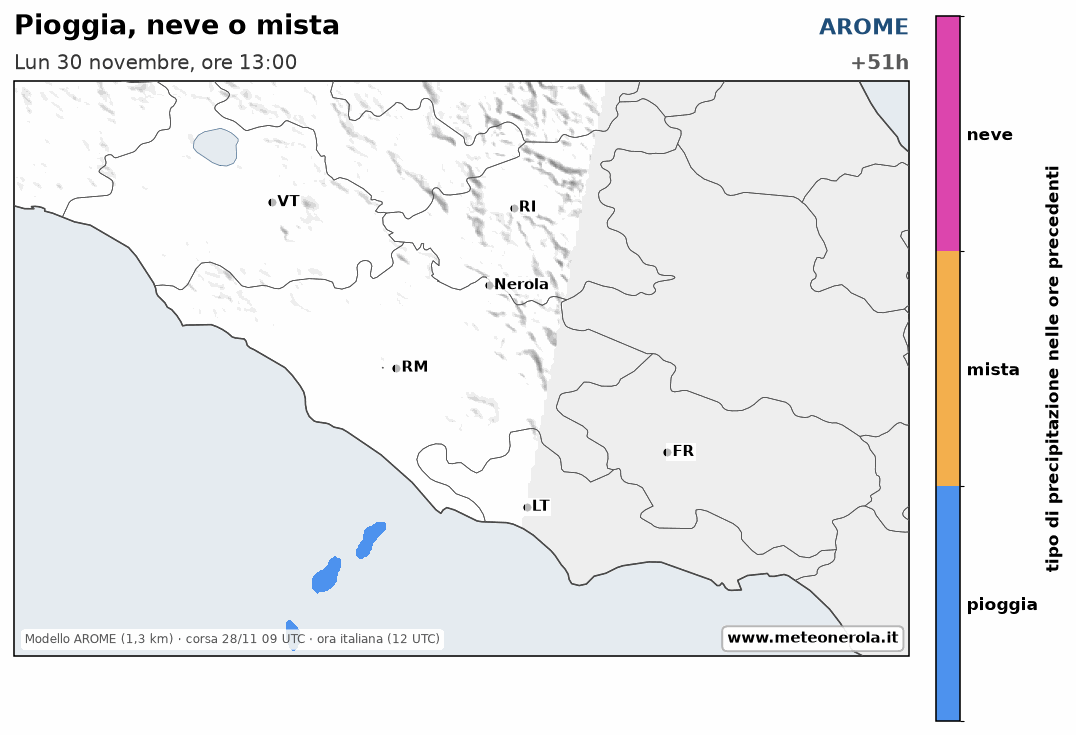 Pioggia, neve o mista
AROME
Lun 30 novembre, ore 13:00
+51h
neve
mista
pioggia
tipo di precipitazione nelle ore precedenti
VT
RI
Nerola
RM
FR
LT
Modello AROME (1,3 km) · corsa 28/11 09 UTC · ora italiana (12 UTC)
www.meteonerola.it